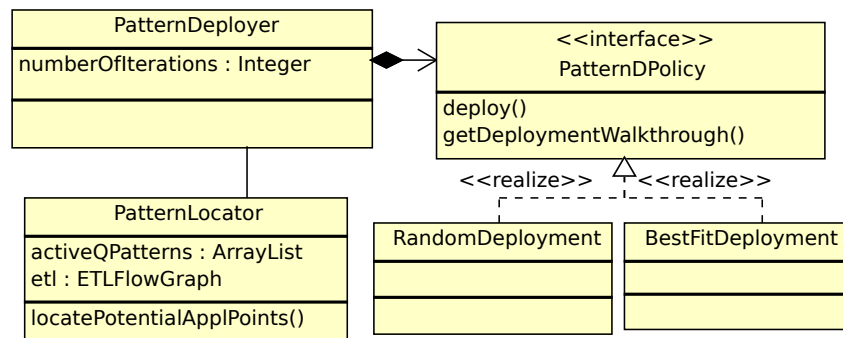 PatternDeployer
numberOfIterations : Integer
<<interface>>
PatternDPolicy
deploy()
getDeploymentWalkthrough()
<<realize>>
<<realize>>
PatternLocator
activeQPatterns : ArrayList
etl : ETLFlowGraph
locatePotentialApplPoints()
RandomDeployment
BestFitDeployment